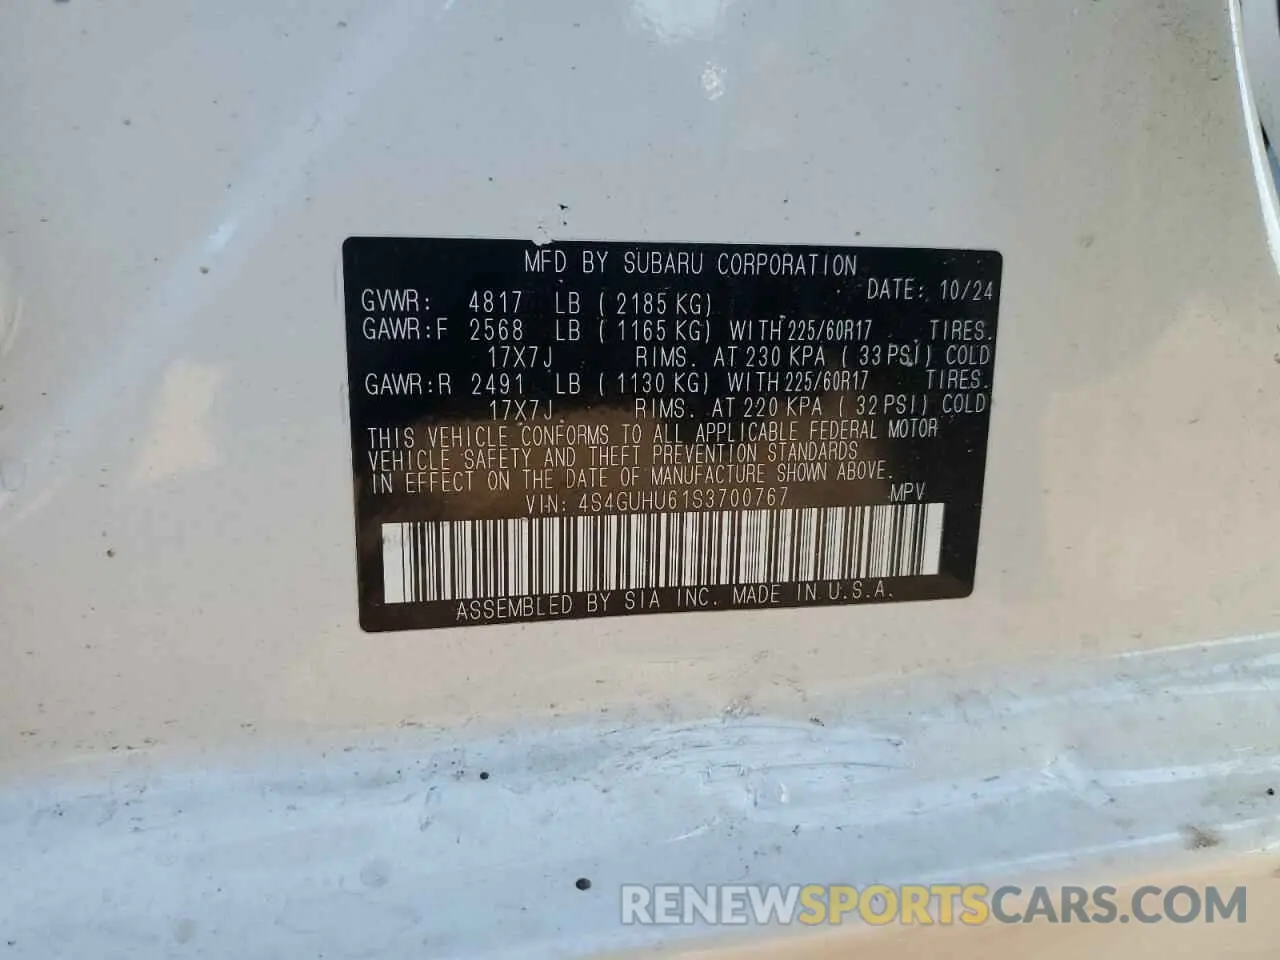 MFD BY SUBARU CORPORATION
GVWR: 4817 LB ( 2185 KG) DATE: 10/24
GAWR:F 2568 LB ( 1165 KG) WITH 225/60R17 TIRES.
17X7J RIMS. AT 230 KPA ( 33 PSI) COLD
GAWR:R 2491 LB ( 1130 KG) WITH 225/60R17 TIRES.
17X7J RIMS. AT 220 KPA ( 32 PSI) COLD
THIS VEHICLE CONFORMS TO ALL APPLICABLE FEDERAL MOTOR
VEHICLE SAFETY AND THEFT PREVENTION STANDARDS
IN EFFECT ON THE DATE OF MANUFACTURE SHOWN ABOVE.
VIN: 4S4GUHU61S3700767 MPV
ASSEMBLED BY SIA INC. MADE IN U.S.A.
RENEWSPORTSCARS.COM